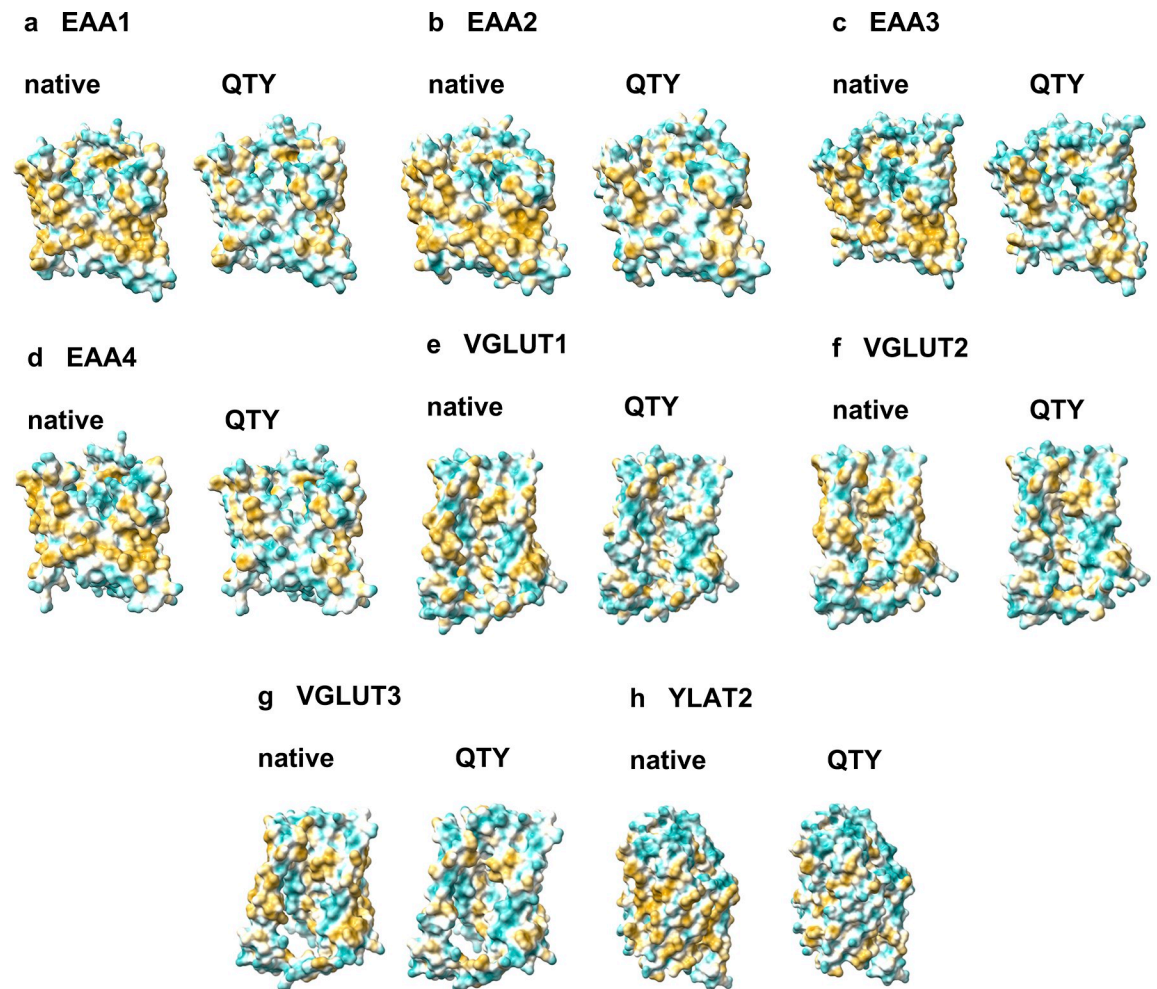 a EAA1
b EAA2
c EAA3
native
QTY
native
QTY
native
QTY
d EAA4
e VGLUT1
f VGLUT2
native
QTY
native
QTY
native
QTY
g VGLUT3
h YLAT2
native
QTY
native
QTY